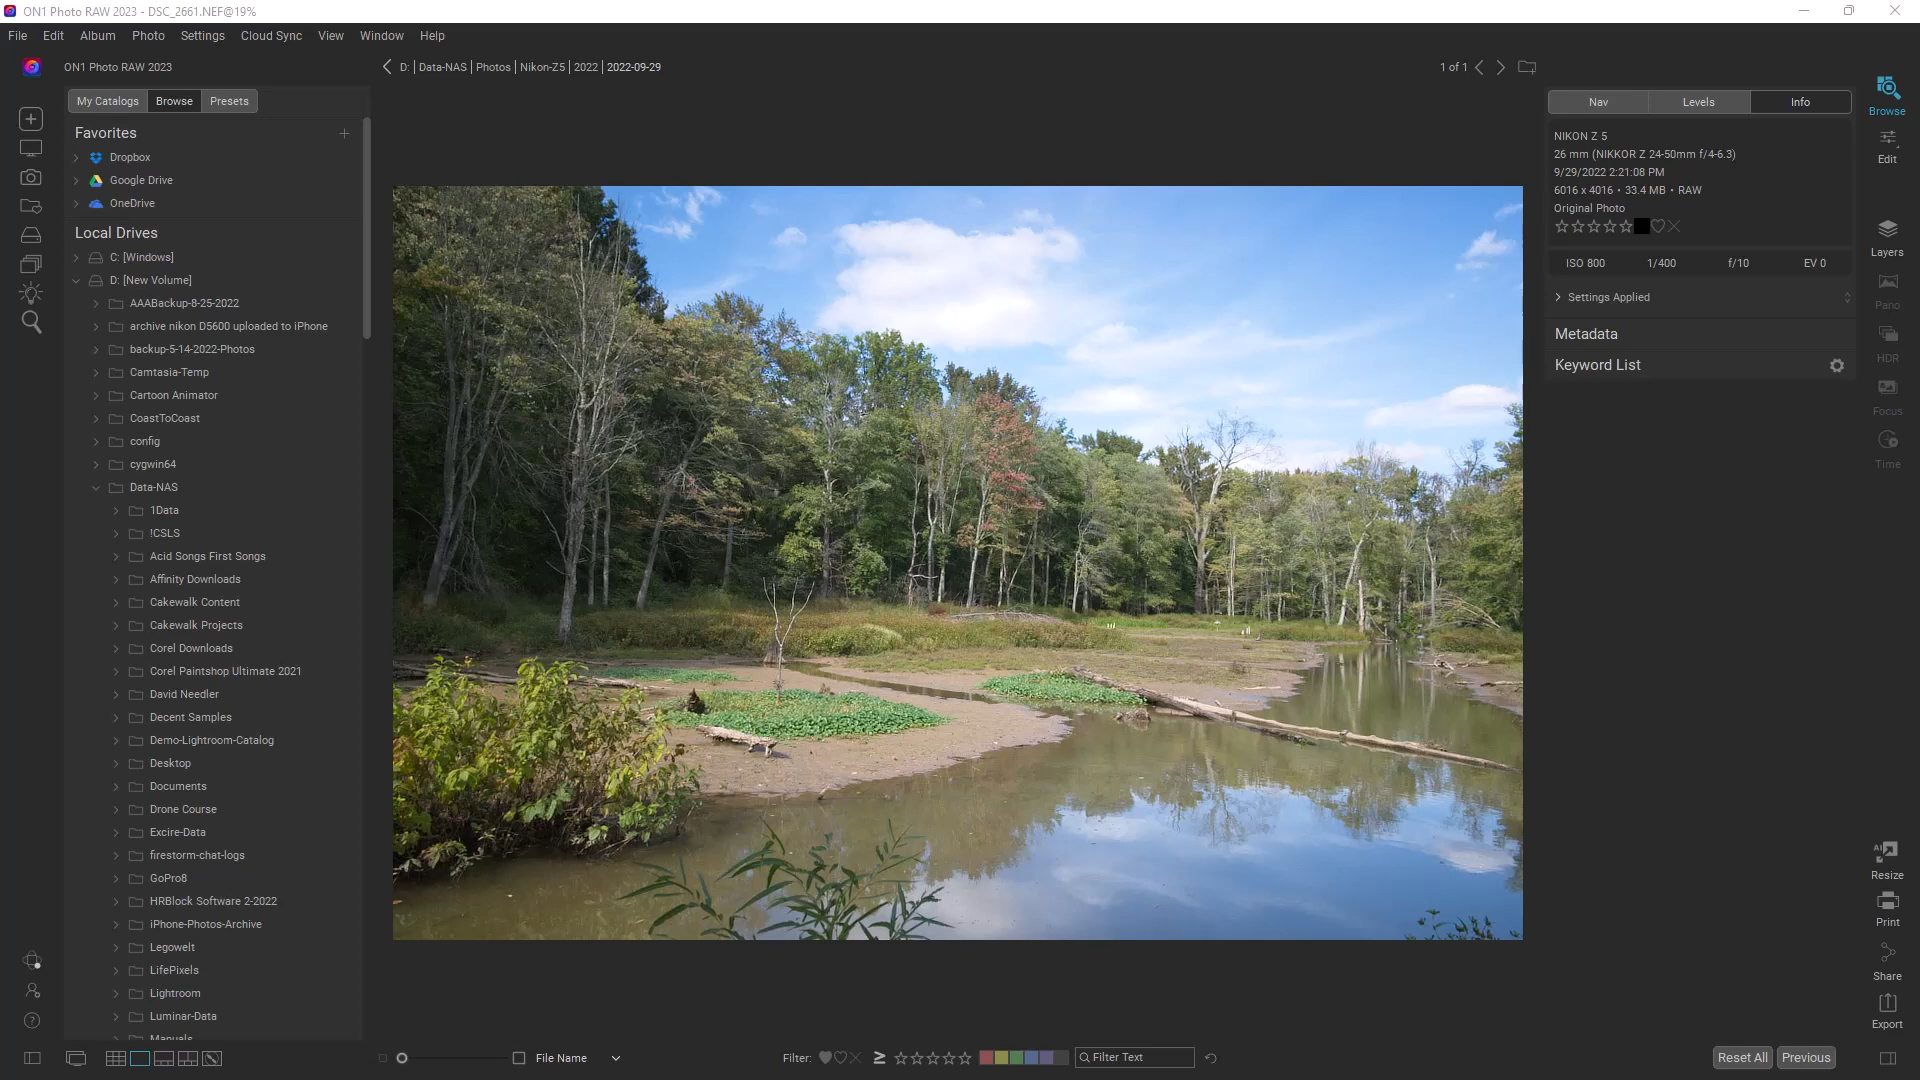 ON1 Photo RAW 2023 - DSC_2661.NEF@19%
File Edit Album Photo Settings Cloud Sync View Window Help
ON1 Photo RAW 2023
D: Data-NAS Photos Nikon-Z5 2022 2022-09-29
1 of 1
My Catalogs Browse Presets
Favorites
Dropbox
Google Drive
OneDrive
Local Drives
C: [Windows]
D: [New Volume]
AAABackup-8-25-2022
archive nikon D5600 uploaded to iPhone
backup-5-14-2022-Photos
Camtasia-Temp
Cartoon Animator
CoastToCoast
config
cygwin64
Data-NAS
1Data
!CSLS
Acid Songs First Songs
Affinity Downloads
Cakewalk Content
Cakewalk Projects
Corel Downloads
Corel Paintshop Ultimate 2021
David Needler
Decent Samples
Demo-Lightroom-Catalog
Desktop
Documents
Drone Course
Excire-Data
firestorm-chat-logs
GoPro8
HRBlock Software 2-2022
iPhone-Photos-Archive
Legowelt
LifePixels
Lightroom
Luminar-Data
Manuals
Nav Levels Info
NIKON Z 5
26 mm (NIKKOR Z 24-50mm f/4-6.3)
9/29/2022 2:21:08 PM
6016 x 4016 • 33.4 MB • RAW
Original Photo
ISO 800 1/400 f/10 EV 0
Settings Applied
Metadata
Keyword List
Browse
Edit
Layers
Pano
HDR
Focus
Time
AI
Resize
Print
Share
Export
File Name
Filter:
Filter Text
Reset All Previous